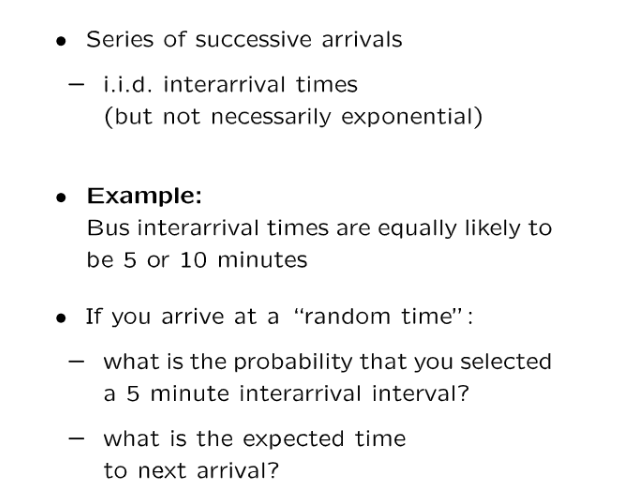 • Series of successive arrivals
– i.i.d. interarrival times
(but not necessarily exponential)
• Example:
Bus interarrival times are equally likely to
be 5 or 10 minutes
• If you arrive at a “random time”:
– what is the probability that you selected
a 5 minute interarrival interval?
– what is the expected time
to next arrival?